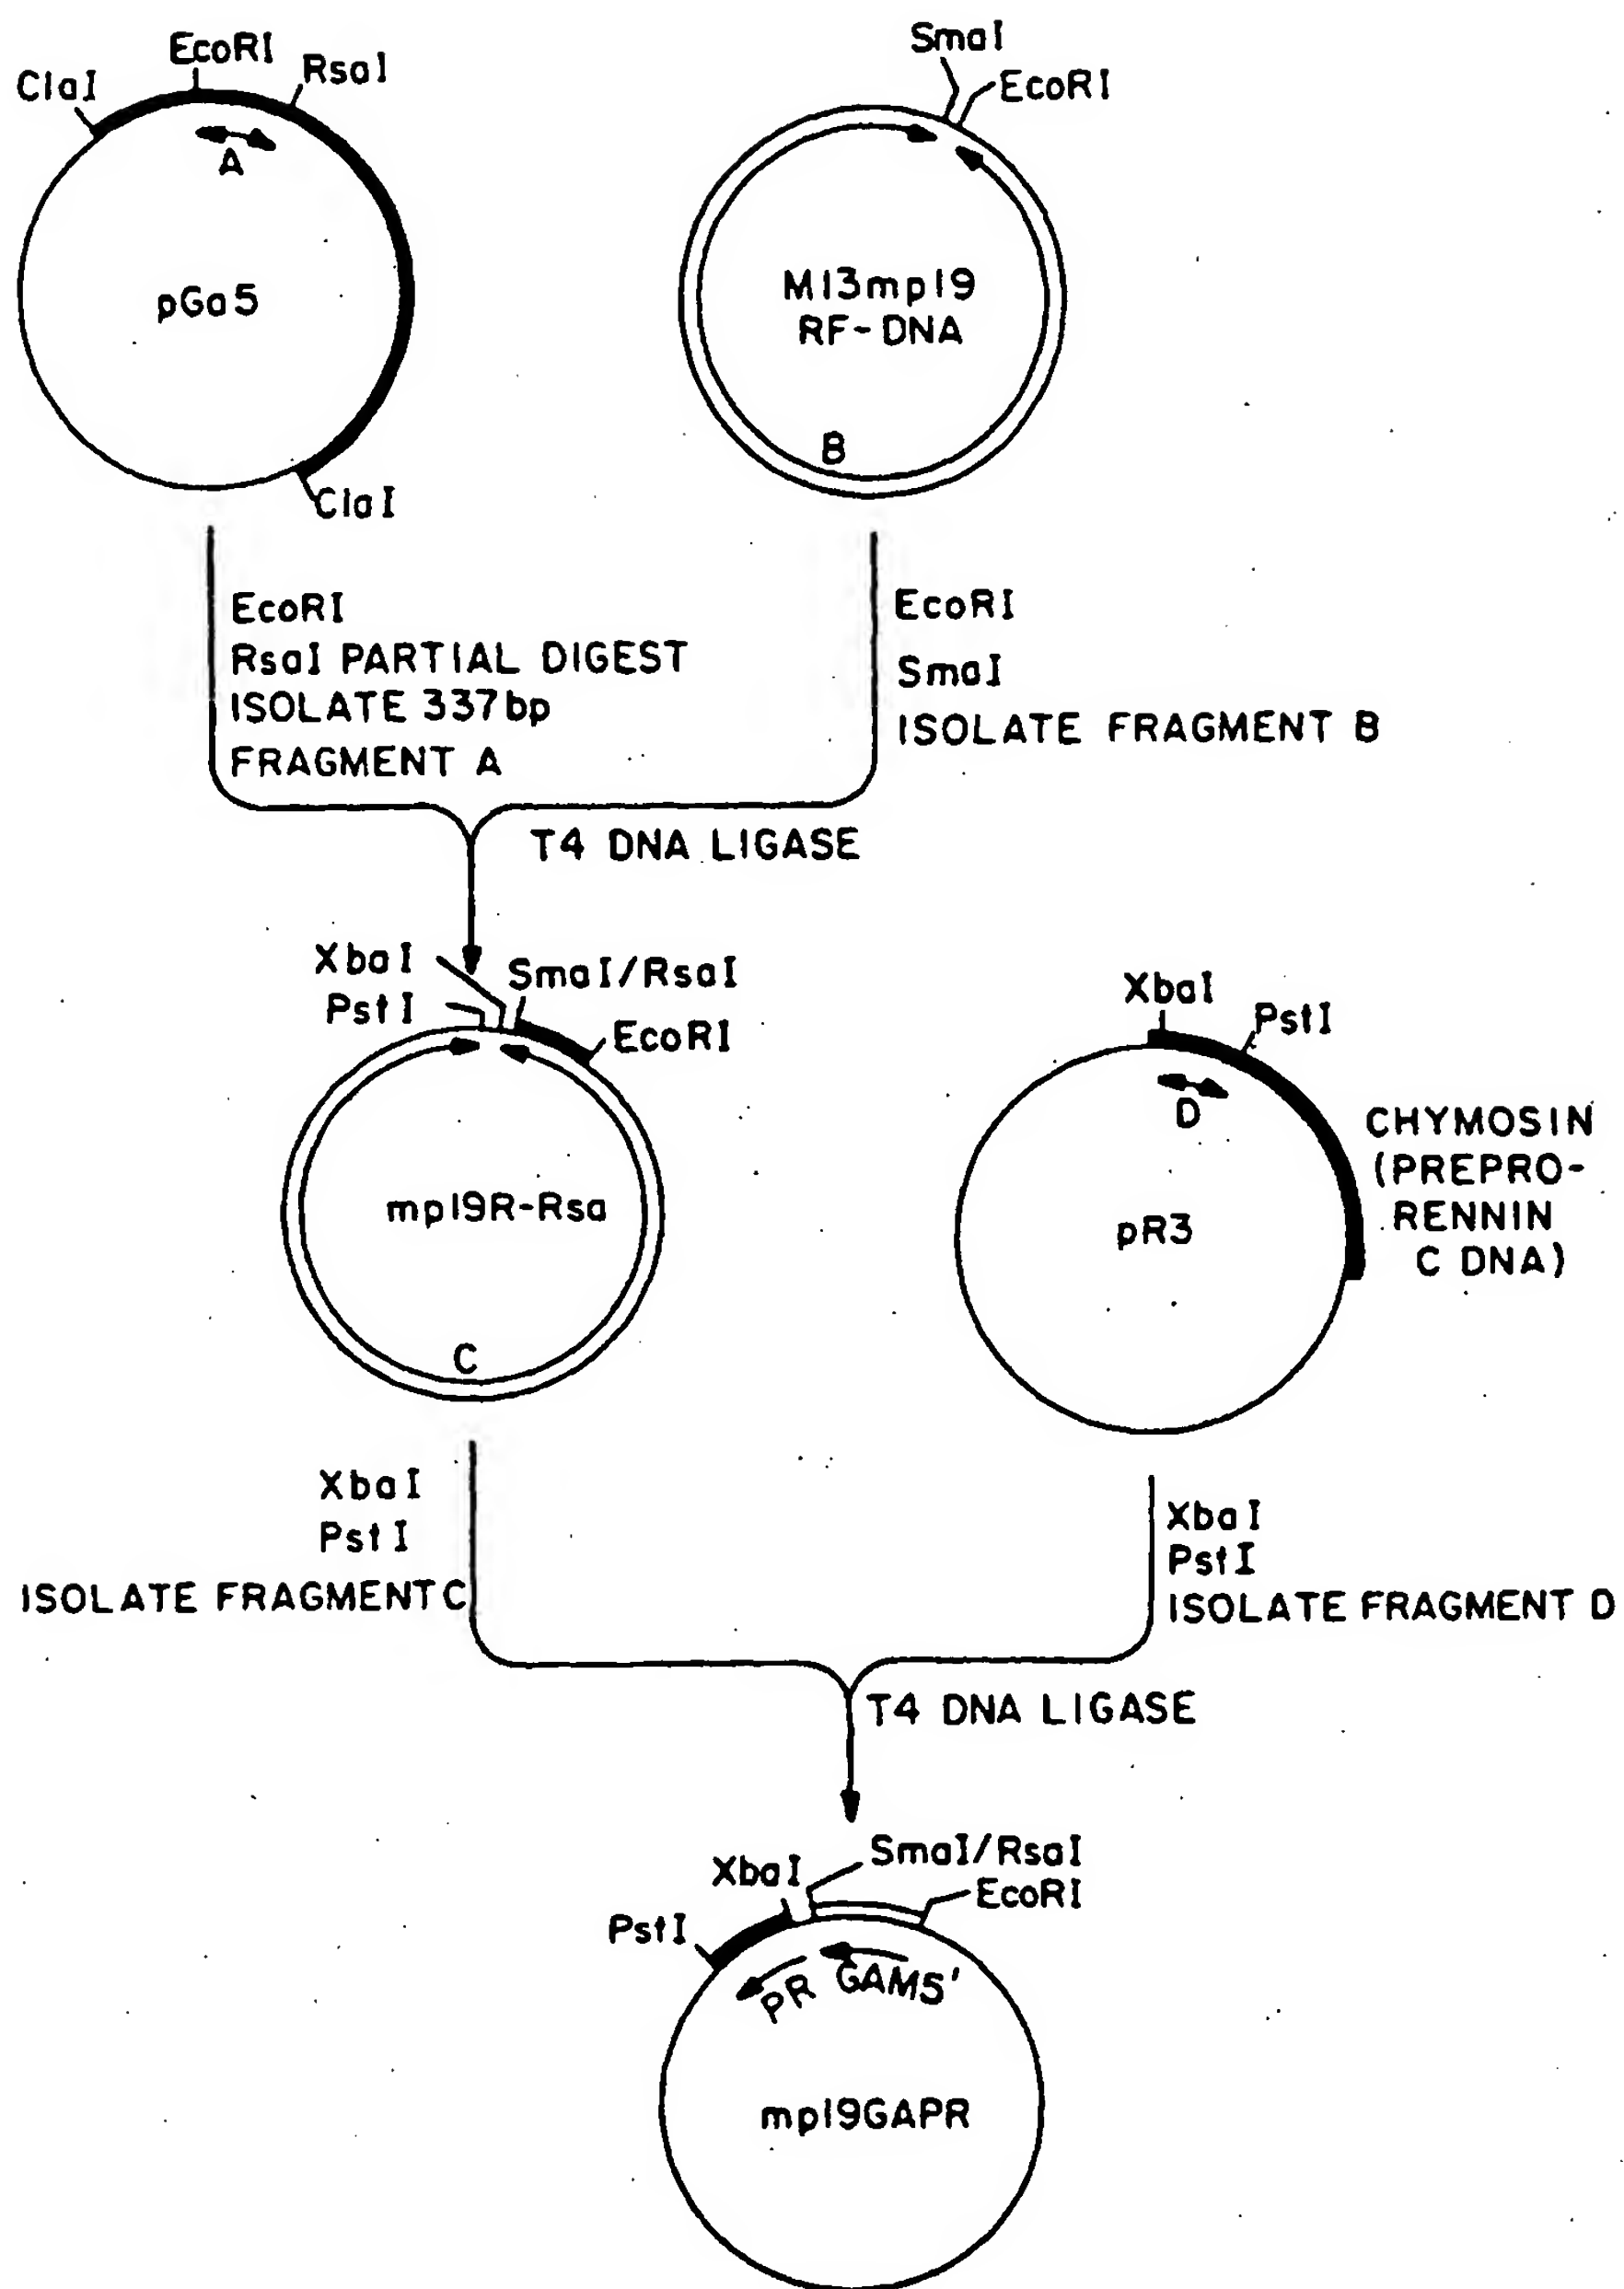 ClaI
EcoRI
RsaI
A
pGa5
ClaI
SmaI
EcoRI
M13mp19
RF-DNA
B
EcoRI
RsaI PARTIAL DIGEST
ISOLATE 337bp
FRAGMENT A
EcoRI
SmaI
ISOLATE FRAGMENT B
T4 DNA LIGASE
XbaI
PstI
SmaI/RsaI
EcoRI
mp19R-Rsa
C
XbaI
PstI
D
pR3
CHYMOSIN
(PREPRO-
RENNIN
C DNA)
XbaI
PstI
ISOLATE FRAGMENT C
XbaI
PstI
ISOLATE FRAGMENT D
T4 DNA LIGASE
PstI
XbaI
SmaI/RsaI
EcoRI
PR GAM5'
mp19GAPR